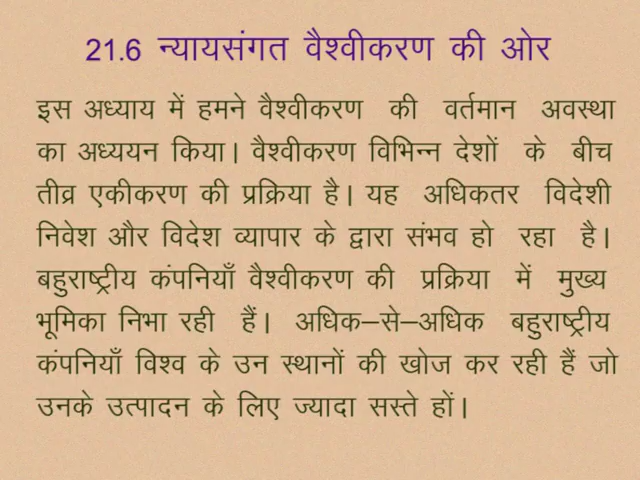 21.6 न्यायसंगत वैश्वीकरण की ओर
इस अध्याय में हमने वैश्वीकरण की वर्तमान अवस्था
का अध्ययन किया। वैश्वीकरण विभिन्न देशों के बीच
तीव्र एकीकरण की प्रक्रिया है। यह अधिकतर विदेशी
निवेश और विदेश व्यापार के द्वारा संभव हो रहा है।
बहुराष्ट्रीय कंपनियाँ वैश्वीकरण की प्रक्रिया में मुख्य
भूमिका निभा रही हैं। अधिक–से–अधिक बहुराष्ट्रीय
कंपनियाँ विश्व के उन स्थानों की खोज कर रही हैं जो
उनके उत्पादन के लिए ज्यादा सस्ते हों।